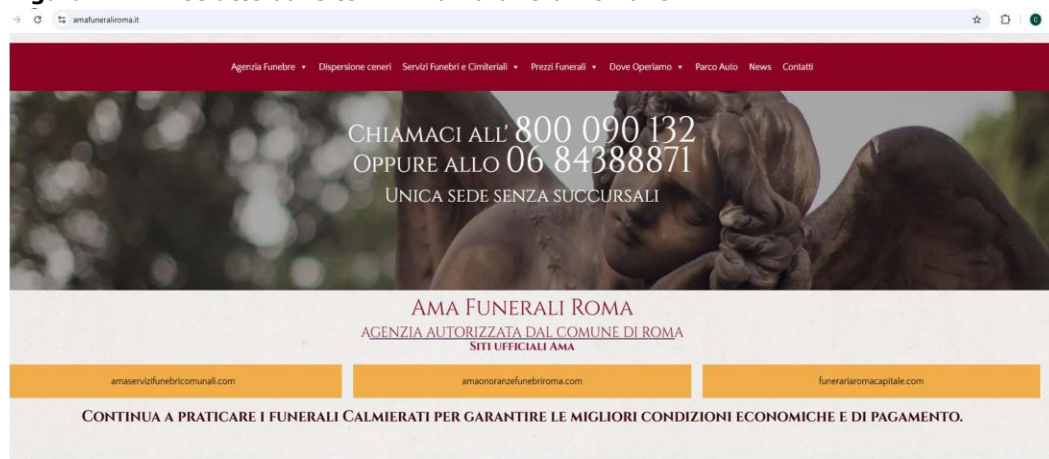 amafuneraliroma.it
Agenzia Funebre Dispersione ceneri Servizi Funebri e Cimiteriali Prezzi Funerali Dove Operiamo Parco Auto News Contatti
Chiamaci all' 800 090 132
Oppure allo 06 84388871
Unica sede senza succursali
Ama Funerali Roma
Agenzia autorizzata dal Comune di Roma
Siti ufficiali Ama
amaservizifunebricomunali.com amaonoranzefunebriroma.com funerariaromacapitale.com
Continua a praticare i funerali Calmierati per garantire le migliori condizioni economiche e di pagamento.